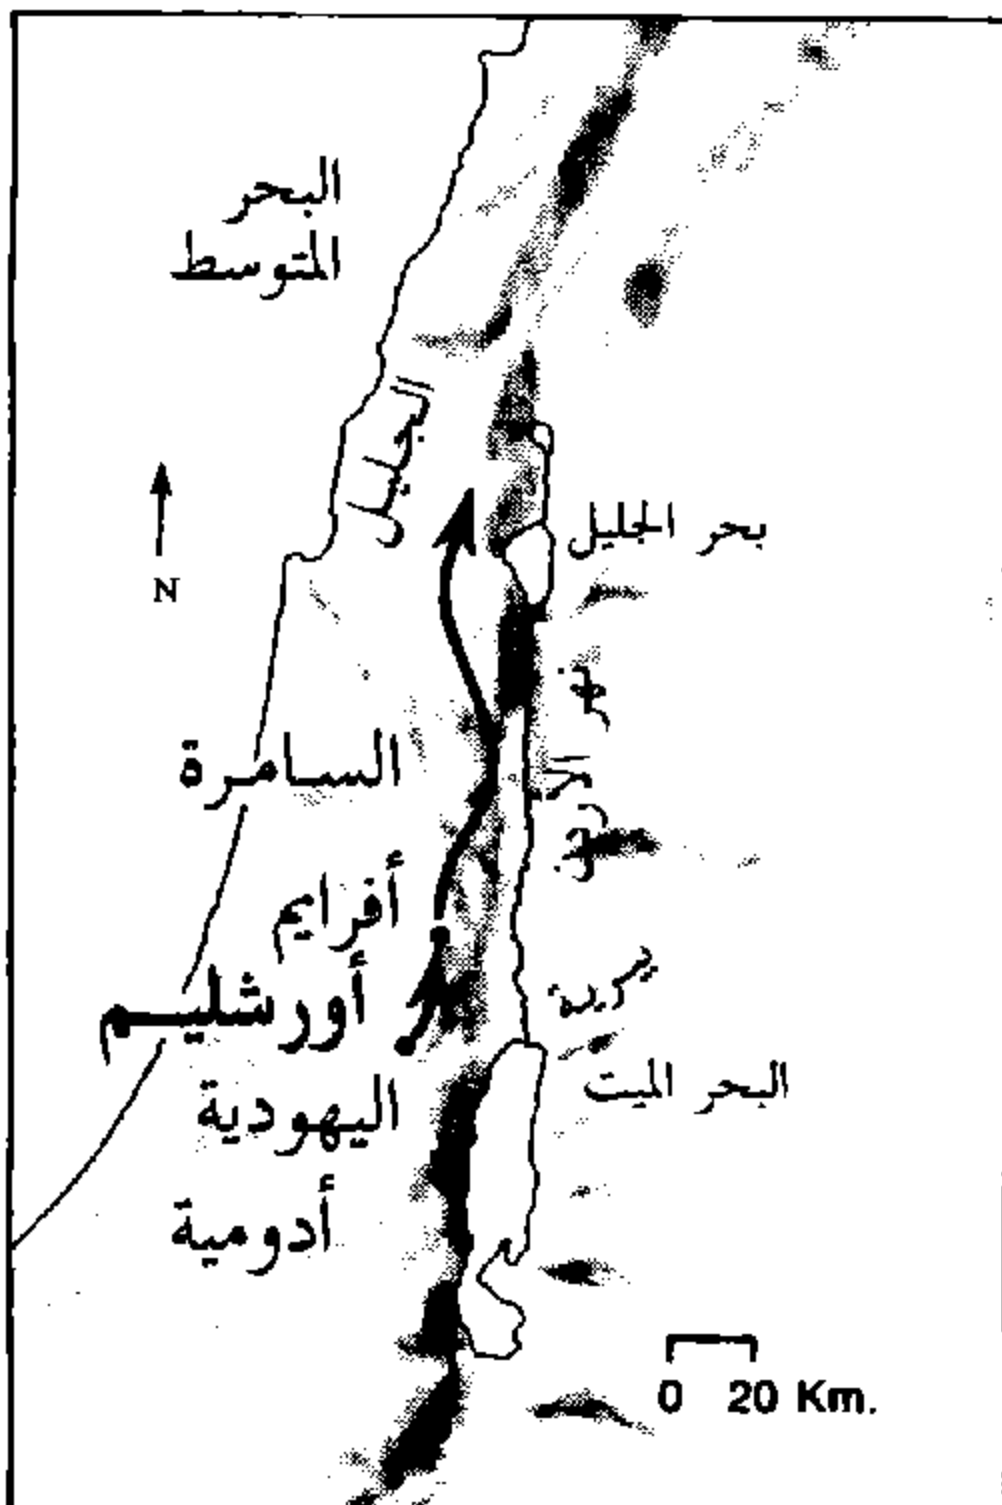 البحر
المتوسط
الجليل
بحر الجليل
N
السامرة
أفرايم
أورشليم
اليهودية
البحر الميت
أدومية
0 20 Km.